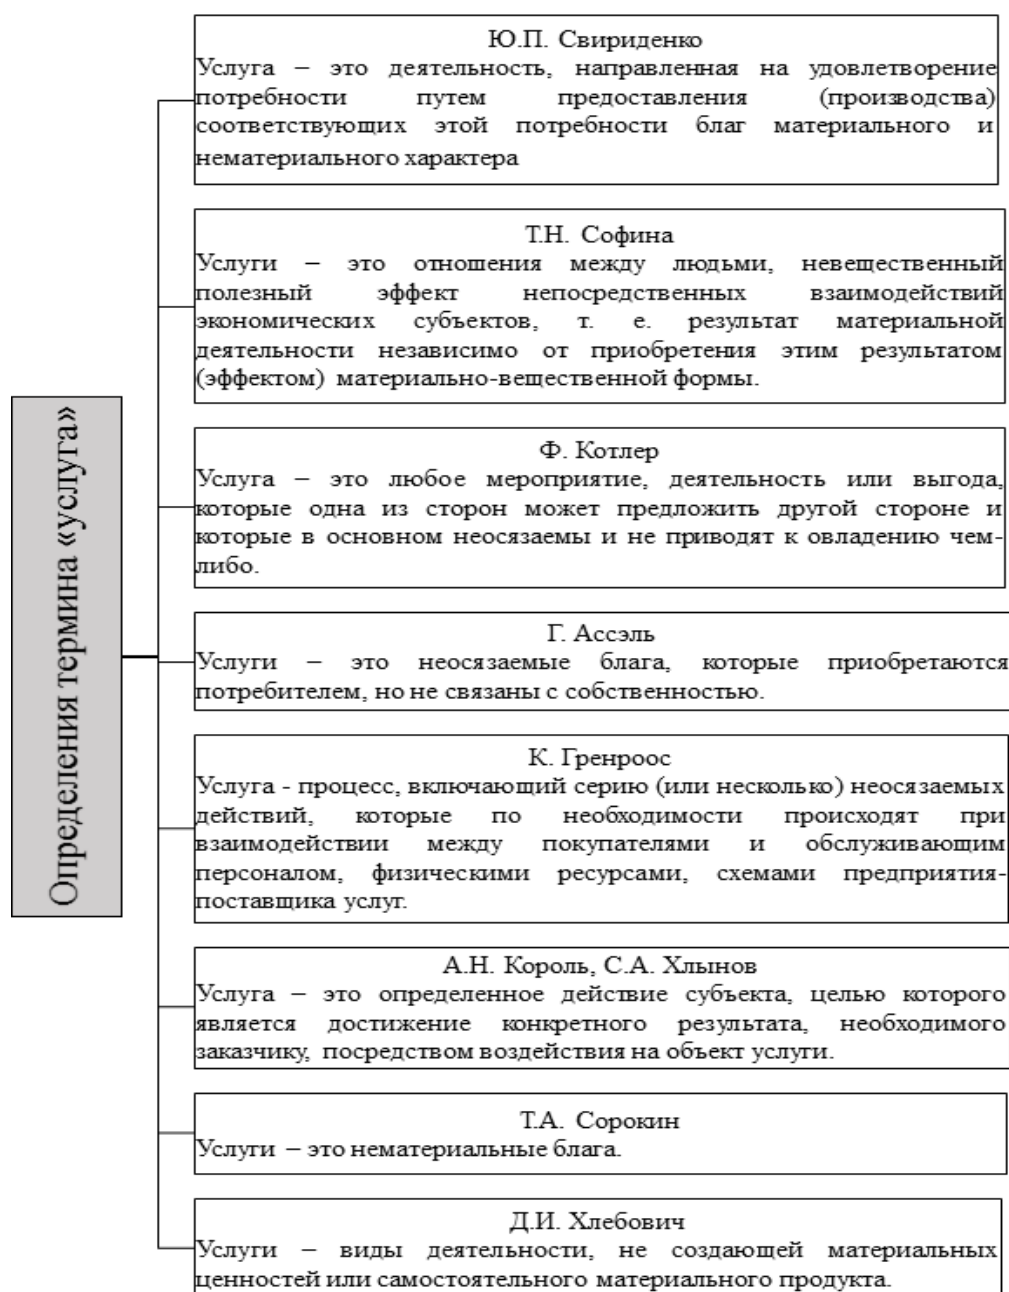 Определения термина «услуга»
Ю.П. Свириденко
Услуга – это деятельность, направленная на удовлетворение
потребности путем предоставления (производства)
соответствующих этой потребности благ материального и
нематериального характера
Т.Н. Софина
Услуги – это отношения между людьми, невещественный
полезный эффект непосредственных взаимодействий
экономических субъектов, т. е. результат материальной
деятельности независимо от приобретения этим результатом
(эффектом) материально-вещественной формы.
Ф. Котлер
Услуга – это любое мероприятие, деятельность или выгода,
которые одна из сторон может предложить другой стороне и
которые в основном неосязаемы и не приводят к овладению чем-
либо.
Г. Ассэль
Услуги – это неосязаемые блага, которые приобретаются
потребителем, но не связаны с собственностью.
К. Гренроос
Услуга - процесс, включающий серию (или несколько) неосязаемых
действий, которые по необходимости происходят при
взаимодействии между покупателями и обслуживающим
персоналом, физическими ресурсами, схемами предприятия-
поставщика услуг.
А.Н. Король, С.А. Хлынов
Услуга – это определенное действие субъекта, целью которого
является достижение конкретного результата, необходимого
заказчику, посредством воздействия на объект услуги.
Т.А. Сорокин
Услуги – это нематериальные блага.
Д.И. Хлебович
Услуги – виды деятельности, не создающей материальных
ценностей или самостоятельного материального продукта.